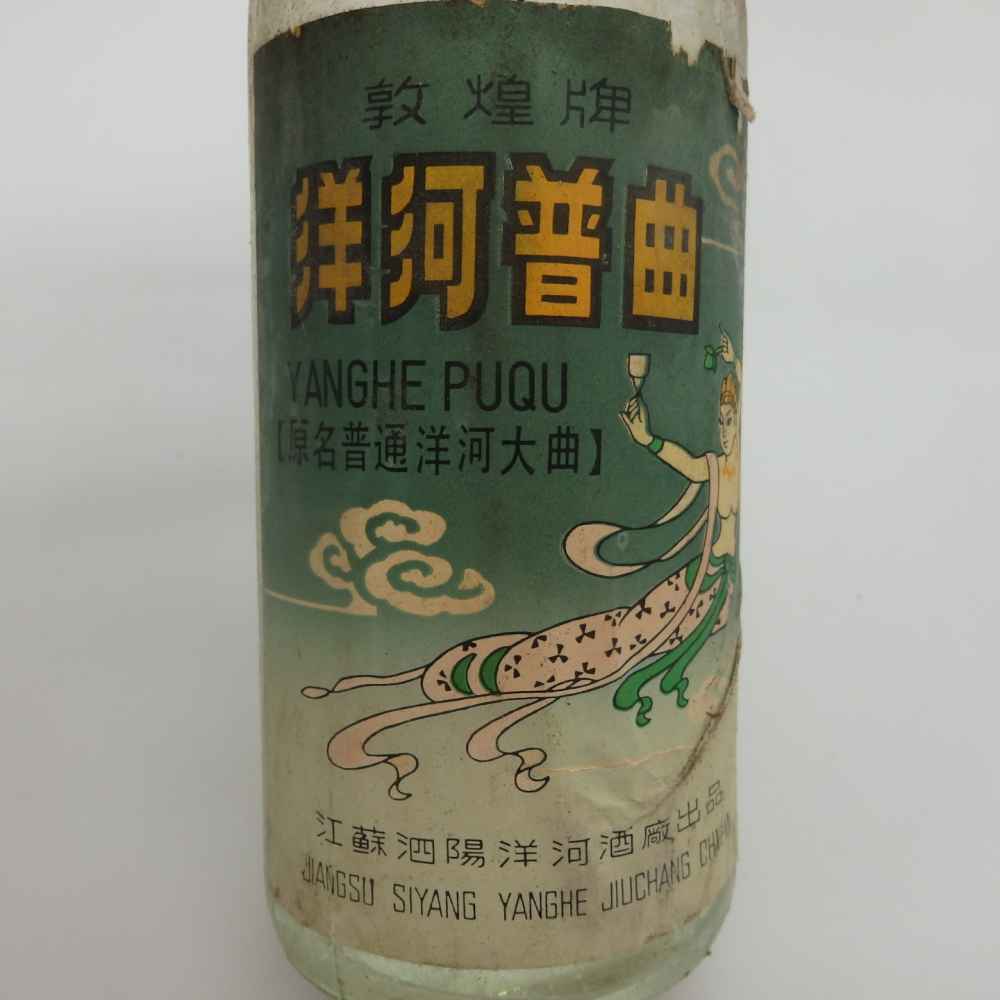 敦煌牌
洋河普曲
YANGHE PUQU
【原名普通洋河大曲】
江蘇泗陽洋河酒廠出品
JIANGSU SIYANG YANGHE JIUCHANG